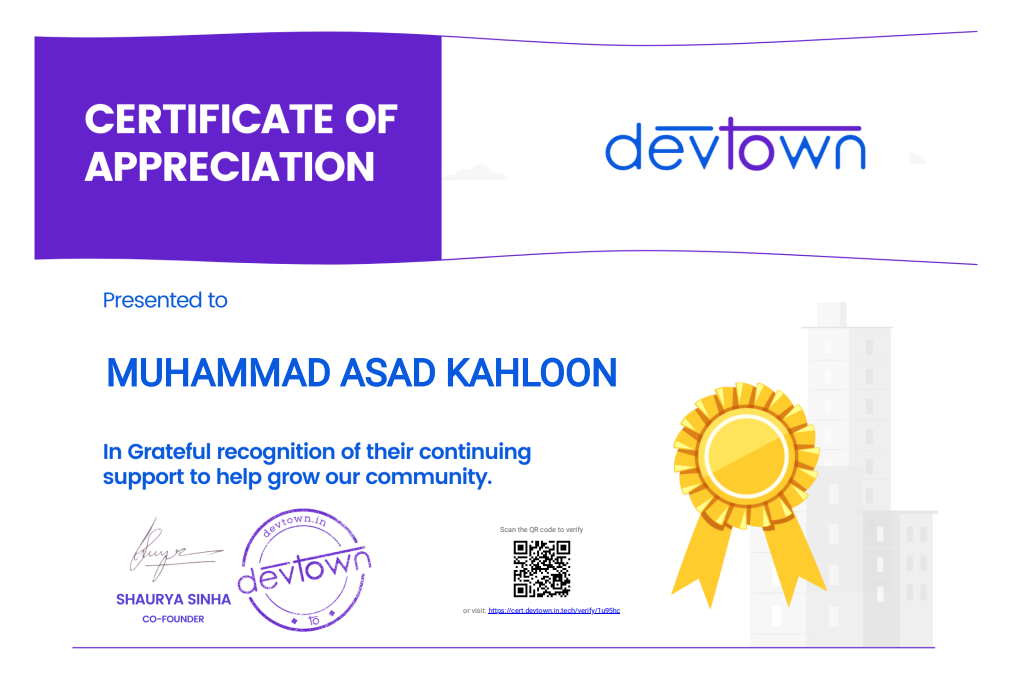 CERTIFICATE OF
APPRECIATION
devtown
Presented to
MUHAMMAD ASAD KAHLOON
In Grateful recognition of their continuing
support to help grow our community.
SHAURYA SINHA
CO-FOUNDER
devtown.in
devtown
to
Scan the QR code to verify
or visit: https://cert.devtown.in.tech/verify/1u95hc